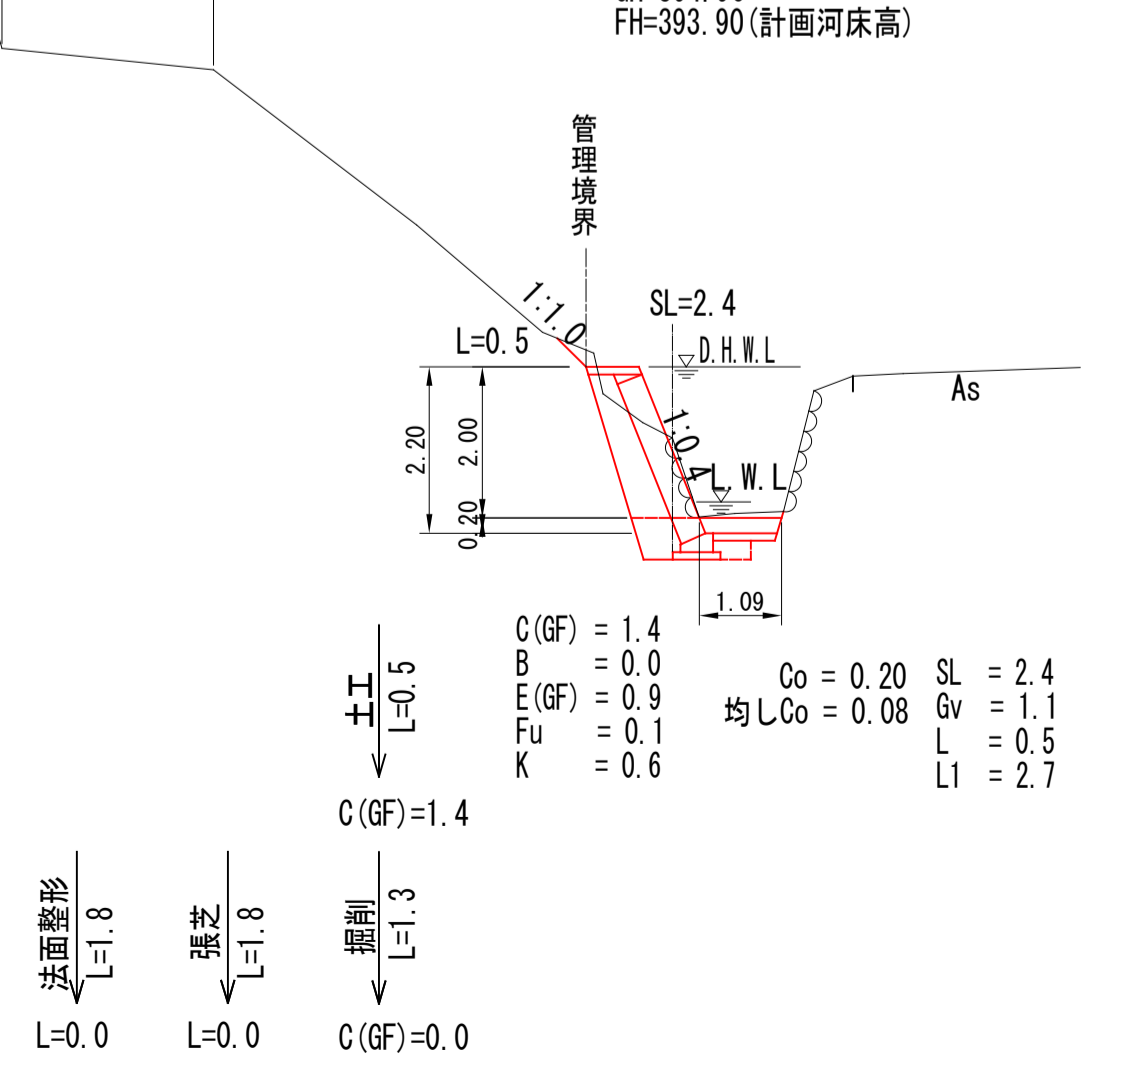 FH=393.90(計画河床高)
管理境界
1:1.0
SL=2.4
L=0.5
D.H.W.L
As
1:0.4
2.20
2.00
L.W.L
0.20
1.09
C(GF) = 1.4
B = 0.0
E(GF) = 0.9
Fu = 0.1
K = 0.6
Co = 0.20
均しCo = 0.08
SL = 2.4
Gv = 1.1
L = 0.5
L1 = 2.7
土工
L=0.5
C(GF)=1.4
法面整形
L=1.8
張芝
L=1.8
掘削
L=1.3
L=0.0
L=0.0
C(GF)=0.0